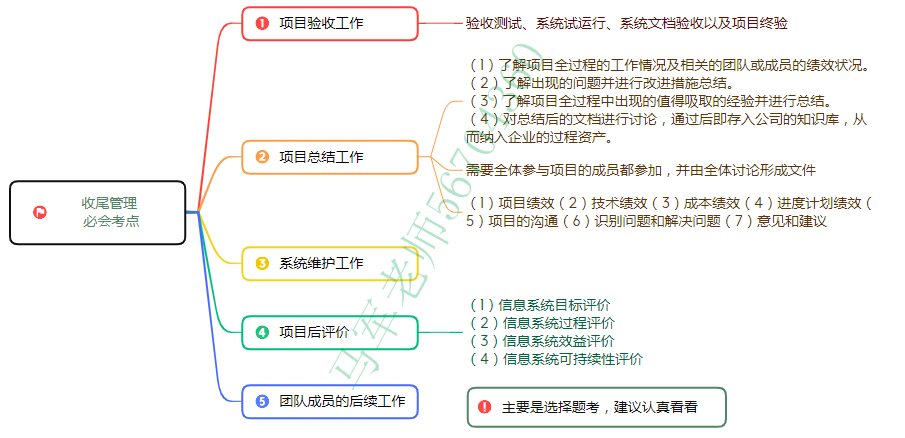 收尾管理
必会考点
1 项目验收工作
验收测试、系统试运行、系统文档验收以及项目终验
2 项目总结工作
(1)了解项目全过程的工作情况及相关的团队或成员的绩效状况。
(2)了解出现的问题并进行改进措施总结。
(3)了解项目全过程中出现的值得吸取的经验并进行总结。
(4)对总结后的文档进行讨论,通过后即存入公司的知识库,从
而纳入企业的过程资产。
需要全体参与项目的成员都参加,并由全体讨论形成文件
(1)项目绩效(2)技术绩效(3)成本绩效(4)进度计划绩效(
5)项目的沟通(6)识别问题和解决问题(7)意见和建议
3 系统维护工作
4 项目后评价
(1)信息系统目标评价
(2)信息系统过程评价
(3)信息系统效益评价
(4)信息系统可持续性评价
5 团队成员的后续工作
! 主要是选择题考,建议认真看看